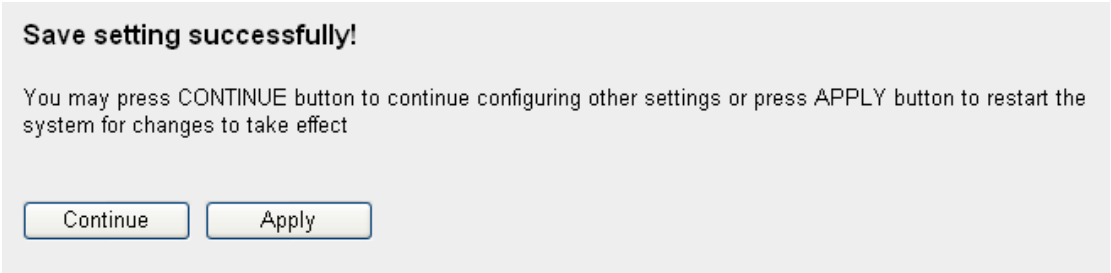 Save setting successfully!
You may press CONTINUE button to continue configuring other settings or press APPLY button to restart the
system for changes to take effect
Continue Apply